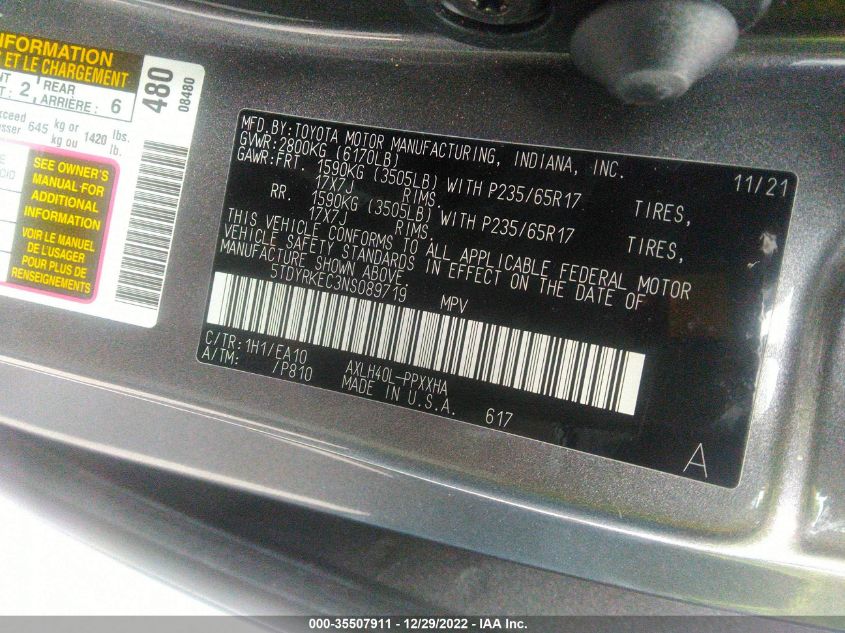 INFORMATION
ET LE CHARGEMENT
2
REAR
ARRIÈRE : 6
645 kg or 1420 lbs.
kg ou lb.
SEE OWNER'S
MANUAL FOR
ADDITIONAL
INFORMATION
VOIR LE MANUEL
DE L'USAGER
POUR PLUS DE
RENSEIGNEMENTS
480
08480
MFD.BY:TOYOTA MOTOR MANUFACTURING, INDIANA, INC. 11/21
GVWR:2800KG (6170LB)
GAWR:FRT. 1590KG (3505LB) WITH P235/65R17 TIRES,
17X7J RIMS.
RR. 1590KG (3505LB) WITH P235/65R17 TIRES,
17X7J RIMS.
THIS VEHICLE CONFORMS TO ALL APPLICABLE FEDERAL MOTOR
VEHICLE SAFETY STANDARDS IN EFFECT ON THE DATE OF
MANUFACTURE SHOWN ABOVE.
5TDYRKEC3NS089719 MPV
C/TR:1H1/EA10 AXLH40L-PPXXHA
A/TM: /P810 MADE IN U.S.A. 617
A
000-35507911 - 12/29/2022 - IAA Inc.